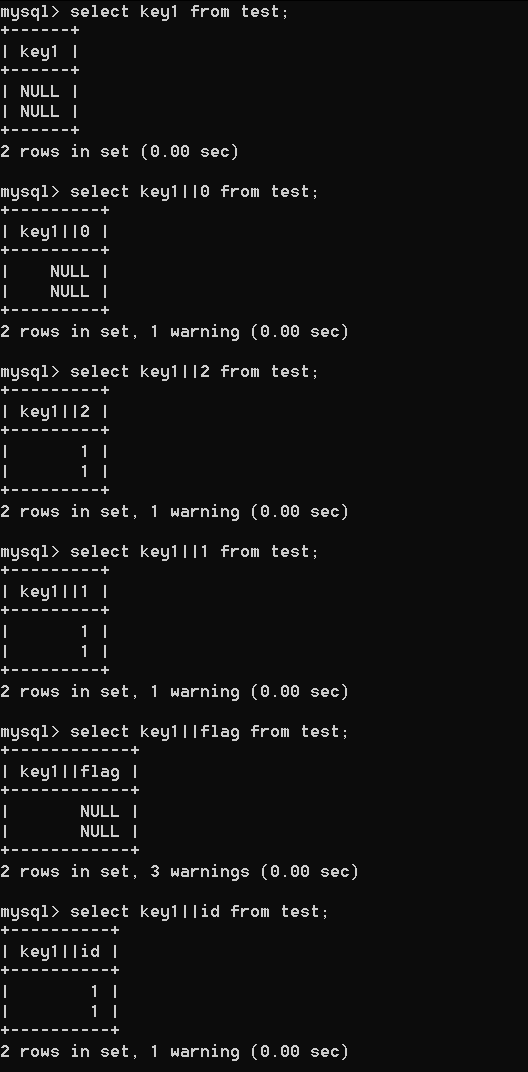 mysql> select key1 from test;
+------+
| key1 |
+------+
| NULL |
| NULL |
+------+
2 rows in set (0.00 sec)
mysql> select key1||0 from test;
+---------+
| key1||0 |
+---------+
|    NULL |
|    NULL |
+---------+
2 rows in set, 1 warning (0.00 sec)
mysql> select key1||2 from test;
+---------+
| key1||2 |
+---------+
|       1 |
|       1 |
+---------+
2 rows in set, 1 warning (0.00 sec)
mysql> select key1||1 from test;
+---------+
| key1||1 |
+---------+
|       1 |
|       1 |
+---------+
2 rows in set, 1 warning (0.00 sec)
mysql> select key1||flag from test;
+------------+
| key1||flag |
+------------+
|       NULL |
|       NULL |
+------------+
2 rows in set, 3 warnings (0.00 sec)
mysql> select key1||id from test;
+----------+
| key1||id |
+----------+
|        1 |
|        1 |
+----------+
2 rows in set, 1 warning (0.00 sec)